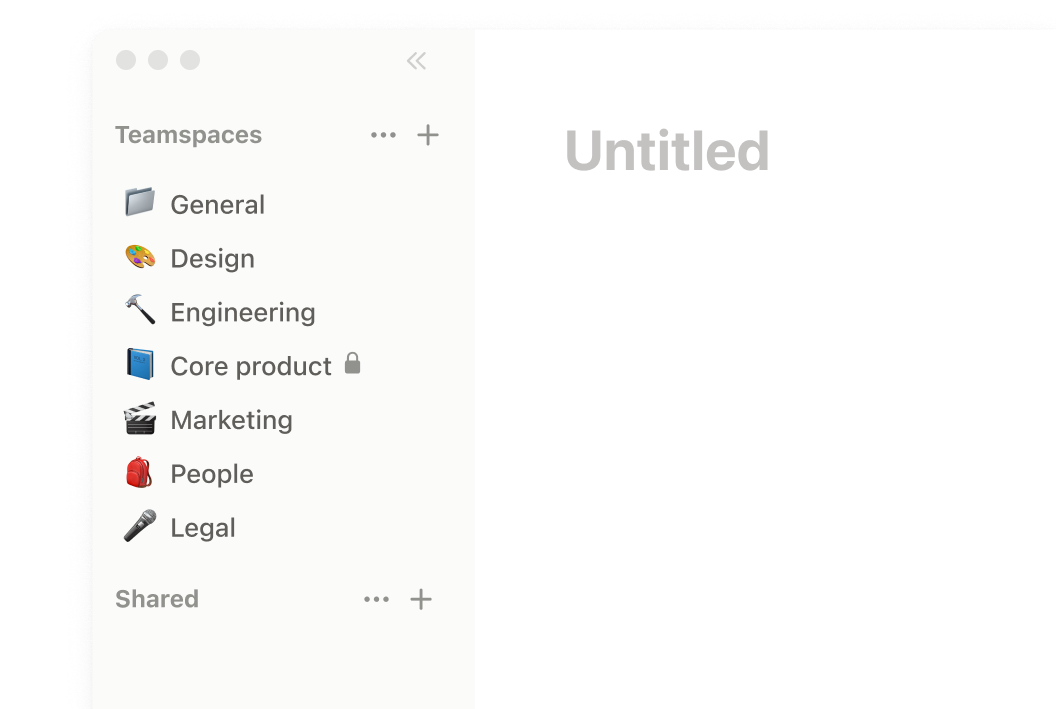 Teamspaces
Untitled
General
Design
Engineering
Core product
Marketing
People
Legal
Shared